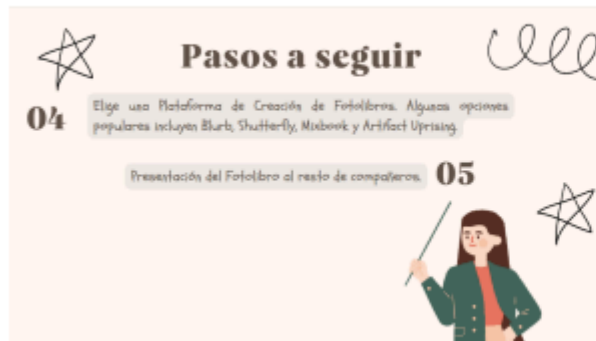 Pasos a seguir
04
Elige una Plataforma de Creación de Fotolibros. Algunas opciones
populares incluyen Blurb, Shutterfly, Mixbook y Artifact Uprising.
Presentación del Fotolibro al resto de compañeros.
05